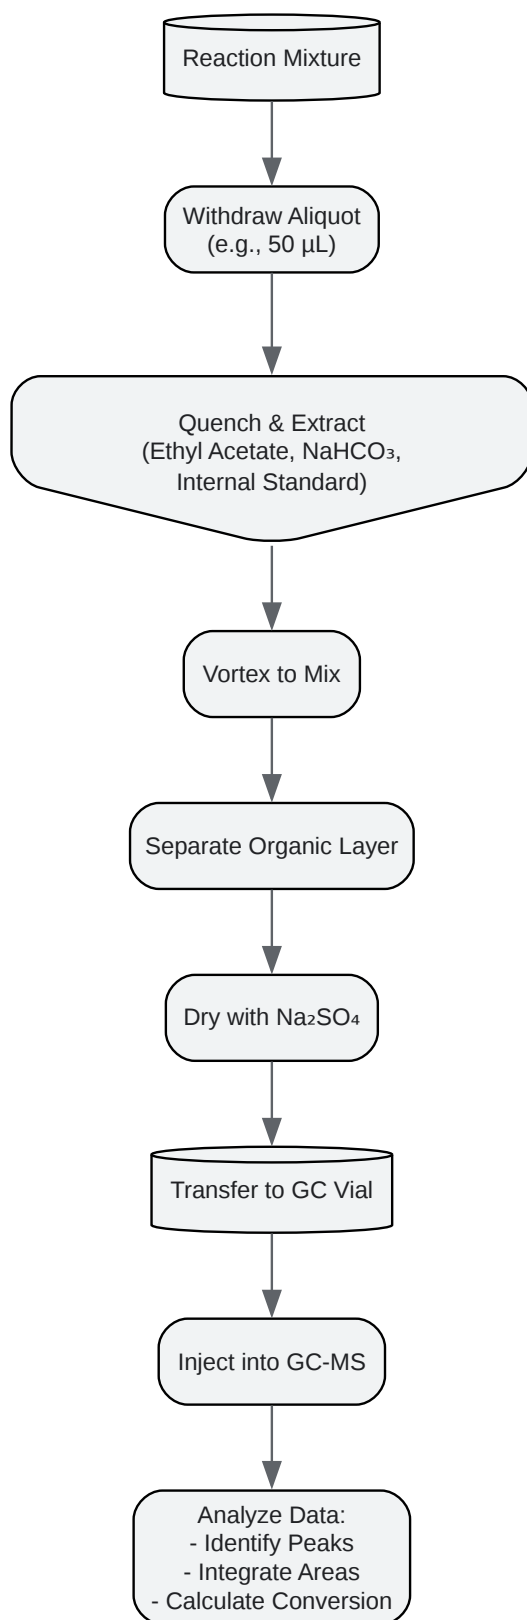 Reaction Mixture
Withdraw Aliquot
(e.g., 50 µL)
Quench & Extract
(Ethyl Acetate, NaHCO₃,
Internal Standard)
Vortex to Mix
Separate Organic Layer
Dry with Na₂SO₄
Transfer to GC Vial
Inject into GC-MS
Analyze Data:
- Identify Peaks
- Integrate Areas
- Calculate Conversion